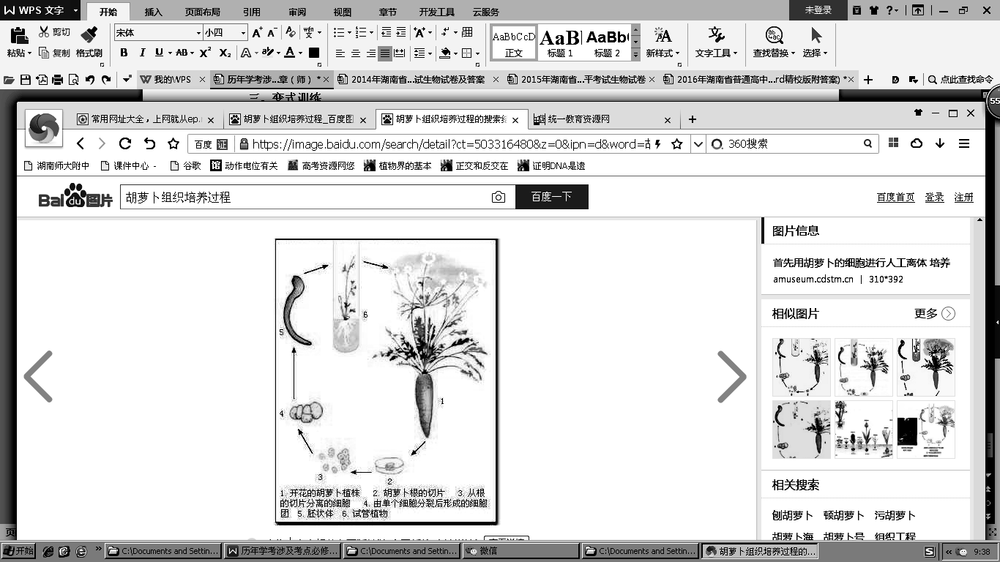 WPS 文字
开始 插入 页面布局 引用 审阅 视图 章节 开发工具 云服务 未登录
粘贴 剪切 复制 格式刷
宋体 小四
AaBbCcD 正文 AaB 标题 1 AaBb 标题 2
新样式 文字工具 查找替换 选择
我的WPS 历年学考涉...章（师）* 2014年湖南省...试生物试卷及答案 2015年湖南省...平考试生物试卷 2016年湖南省普通高中...rd精校版附答案) * 点此查找命令
三、变式训练
55
常用网址大全，上网就从ep. 胡萝卜组织培养过程_百度图 胡萝卜组织培养过程的搜索结 统一教育资源网
百度 证 https://image.baidu.com/search/detail?ct=503316480&z=0&ipn=d&word=胡 360搜索
湖南师大附中 课件中心 - 谷歌 动作电位有关 高考资源网您 植物界的基本 正交和反交在 证明DNA是遗
Bai du 图片 胡萝卜组织培养过程 百度一下 百度首页 登录 注册
图片信息
首先用胡萝卜的细胞进行人工离体 培养
amuseum.cdstm.cn | 310*392
相似图片 更多
6
5
1
4
3
2
1. 开花的胡萝卜植株 2. 胡萝卜根的切片 3. 从根
的切片分离的细胞 4. 由单个细胞分裂后形成的细胞
团 5. 胚状体 6. 试管植物
相关搜索
刨胡萝卜 顿胡萝卜 污胡萝卜
胡萝卜海 胡萝卜号 组织工程
开始 C:\Documents and Settin... 历年学考涉及考点必修... C:\Documents and Settin... 微信 C:\Documents and Settin... 胡萝卜组织培养过程的... 9:38